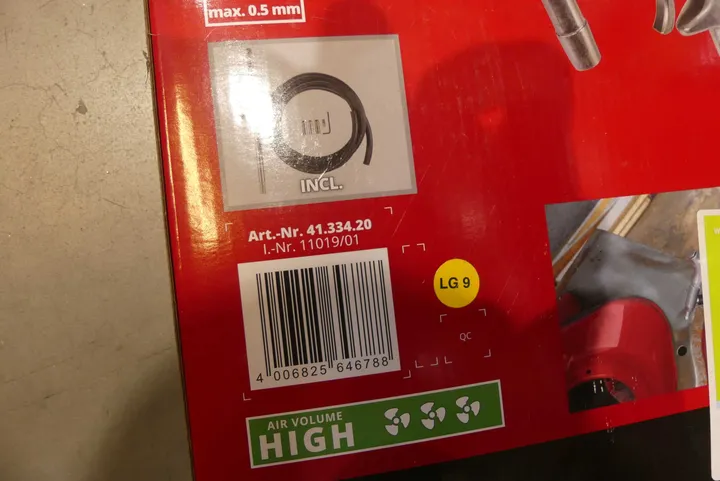 max. 0.5 mm
INCL.
Art.-Nr. 41.334.20
I.-Nr. 11019/01
LG 9
QC
4 006825 646788
AIR VOLUME
HIGH